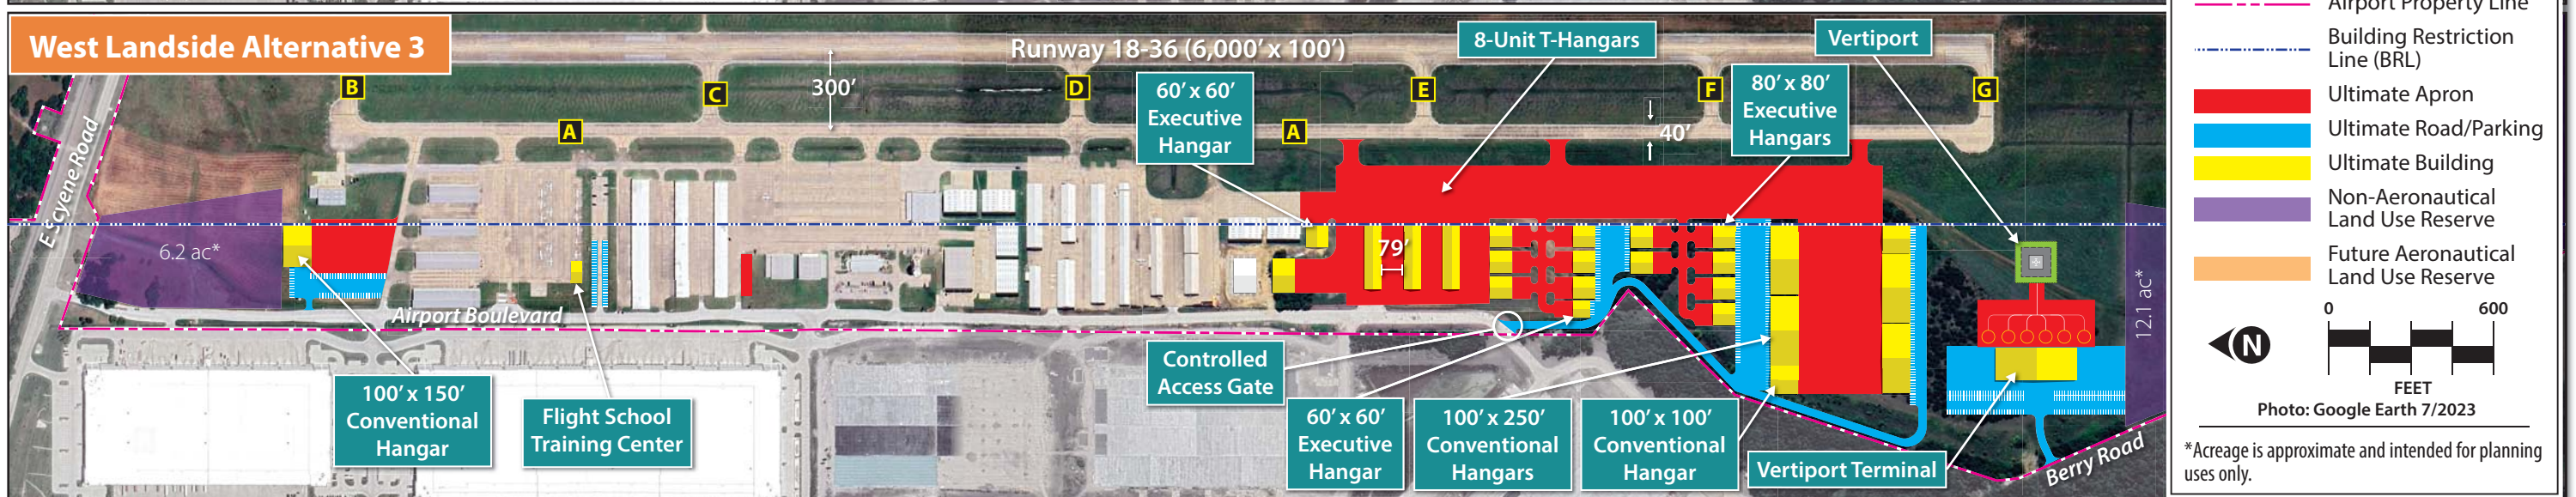 West Landside Alternative 3
Runway 18-36 (6,000’ x 100’)
8-Unit T-Hangars
Vertiport
B
C
300’
D
60’ x 60’
Executive
Hangar
E
F
80’ x 80’
Executive
Hangars
G
A
A
40’
Escyene Road
6.2 ac*
79’
12.1 ac*
Airport Boulevard
Controlled
Access Gate
100’ x 150’
Conventional
Hangar
Flight School
Training Center
60’ x 60’
Executive
Hangar
100’ x 250’
Conventional
Hangars
100’ x 100’
Conventional
Hangar
Vertiport Terminal
Berry Road
Airport Property Line
Building Restriction
Line (BRL)
Ultimate Apron
Ultimate Road/Parking
Ultimate Building
Non-Aeronautical
Land Use Reserve
Future Aeronautical
Land Use Reserve
0 600
N
FEET
Photo: Google Earth 7/2023
*Acreage is approximate and intended for planning
uses only.